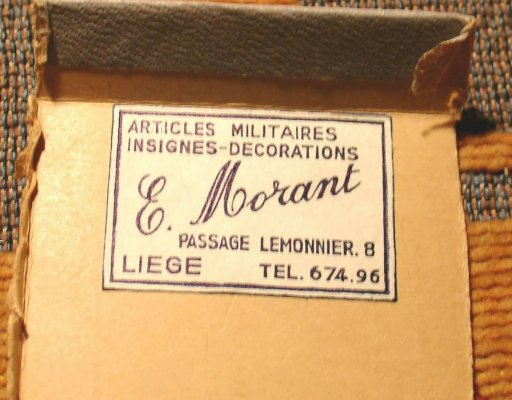 ARTICLES MILITAIRES
INSIGNES-DECORATIONS
E. Morant
PASSAGE LEMONNIER. 8
LIEGE TEL. 674.96